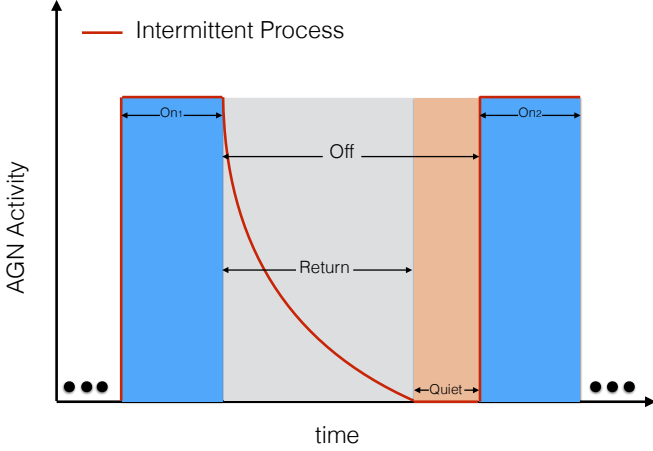 Intermittent Process
On1
On2
Off
Return
Quiet
AGN Activity
time